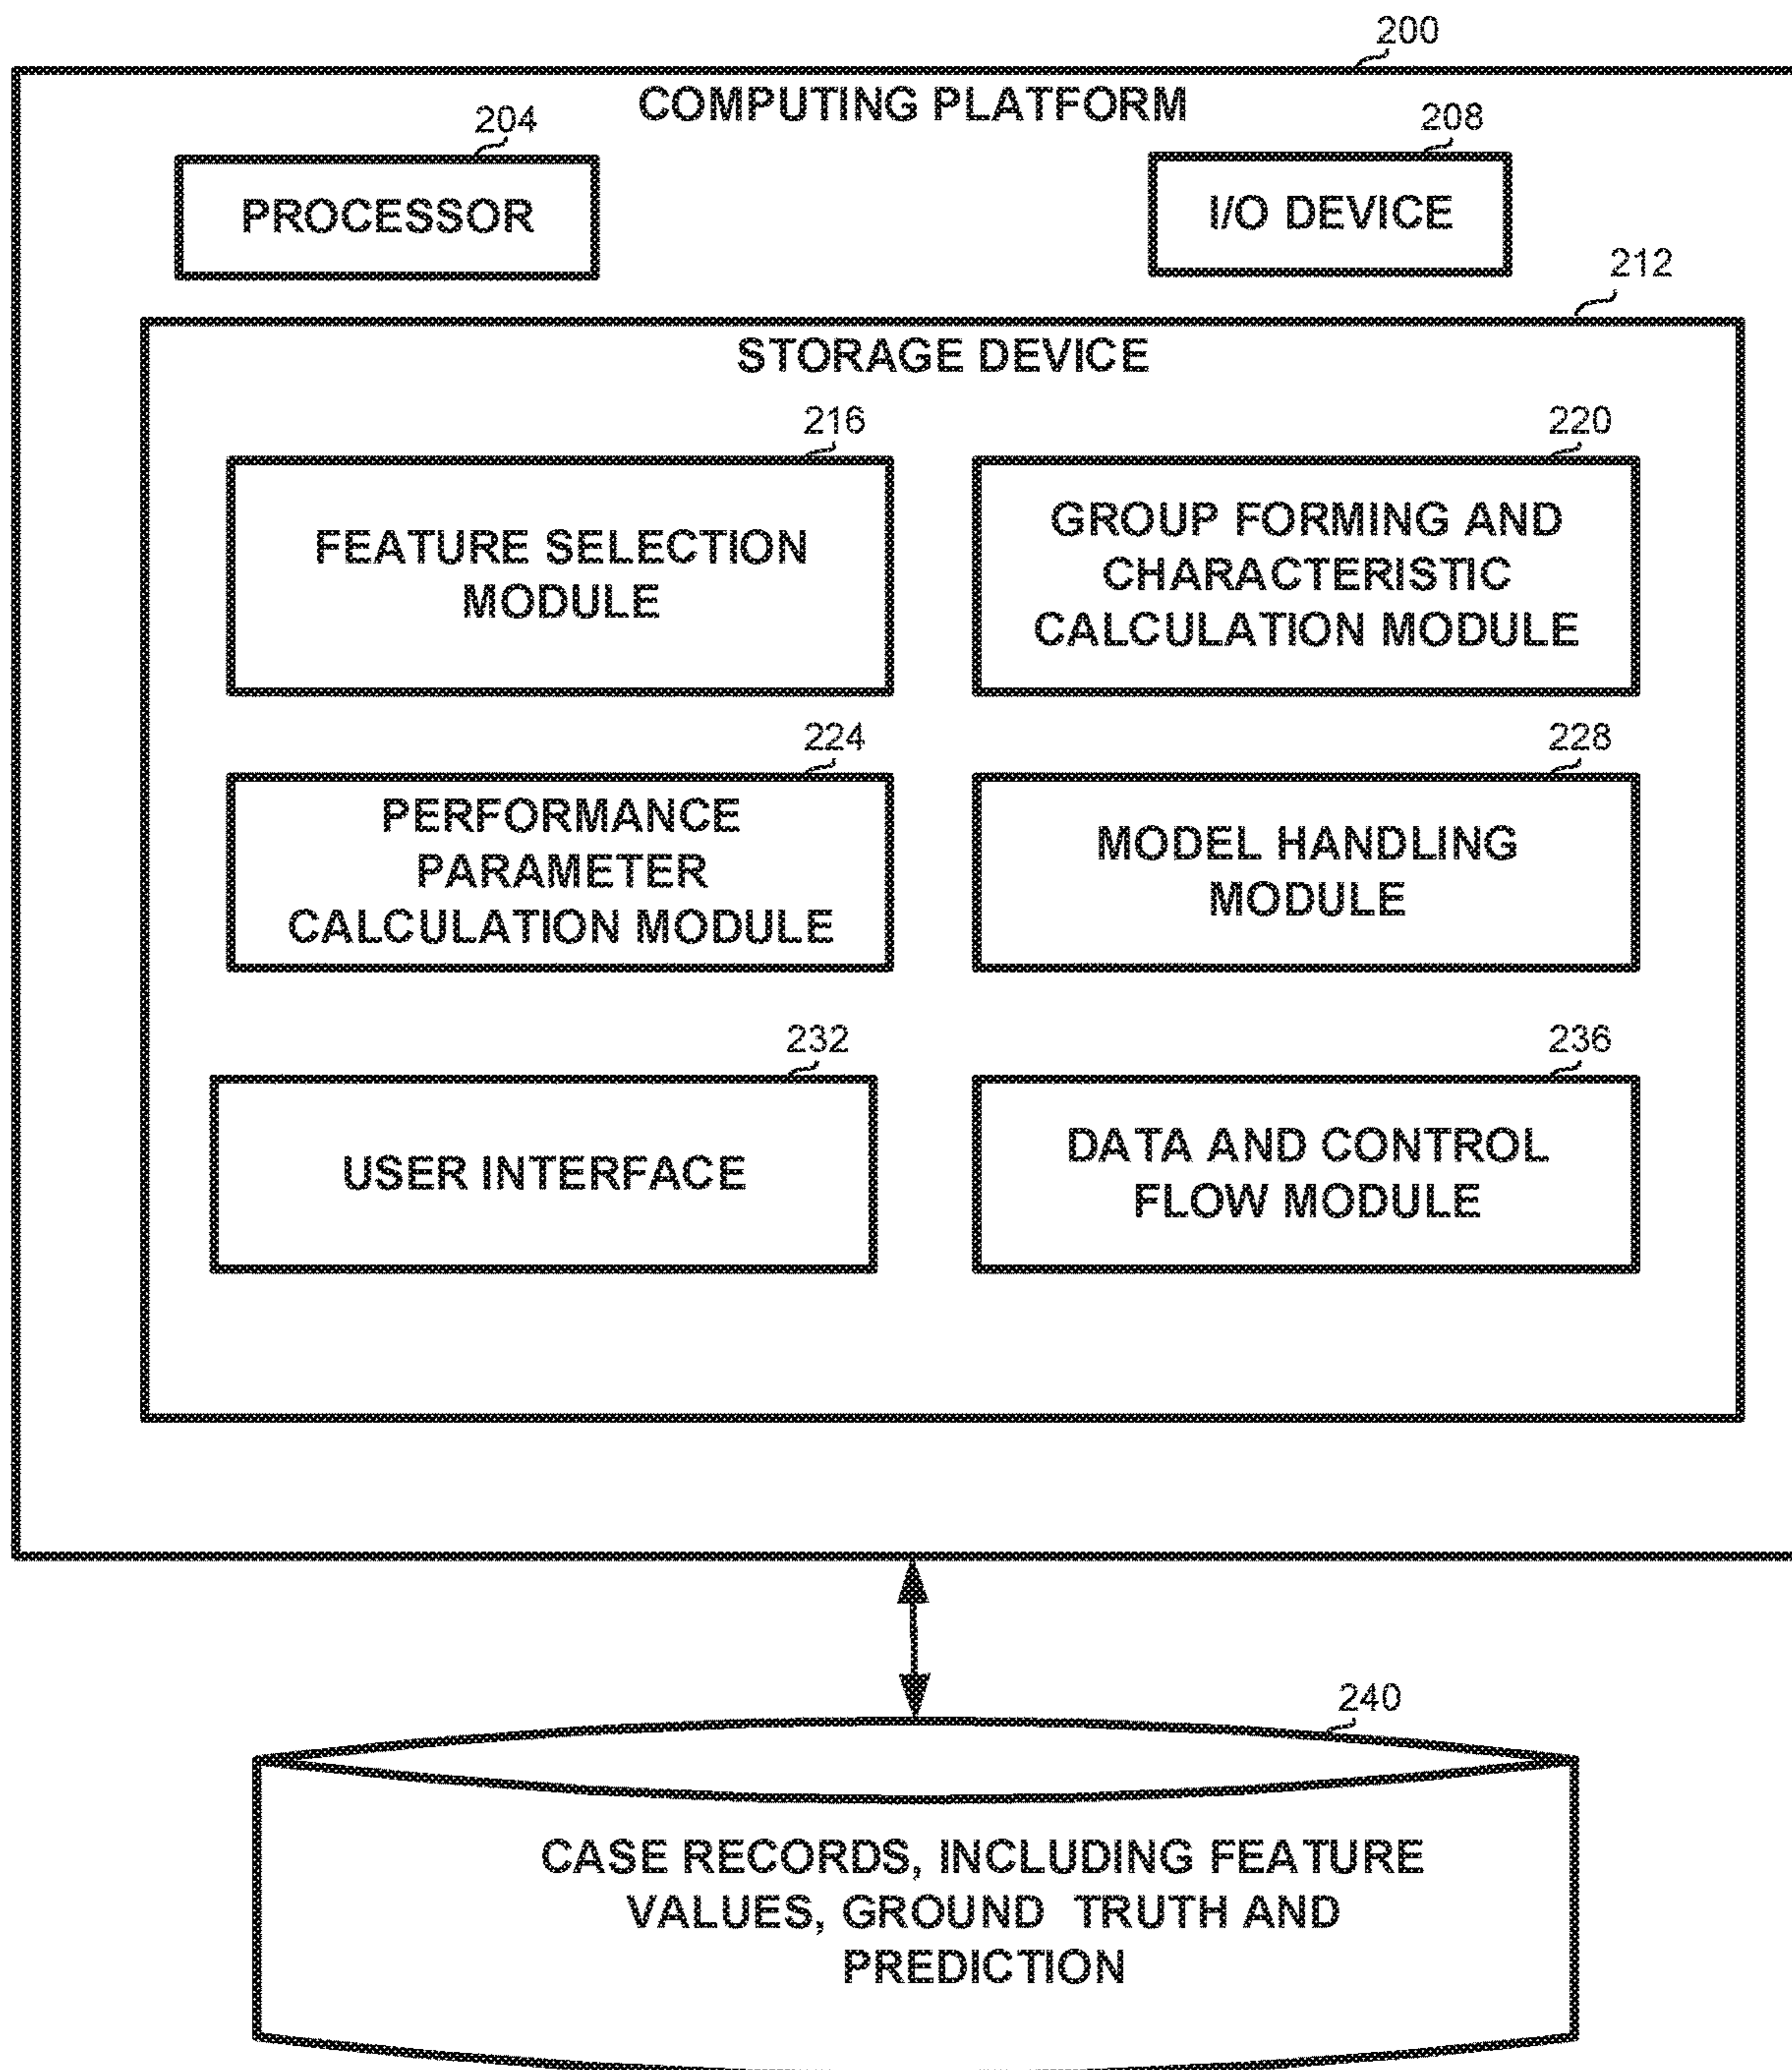 200
COMPUTING PLATFORM
204
208
PROCESSOR
I/O DEVICE
212
STORAGE DEVICE
216
220
FEATURE SELECTION
MODULE
GROUP FORMING AND
CHARACTERISTIC
CALCULATION MODULE
224
228
PERFORMANCE
PARAMETER
CALCULATION MODULE
MODEL HANDLING
MODULE
232
236
USER INTERFACE
DATA AND CONTROL
FLOW MODULE
240
CASE RECORDS, INCLUDING FEATURE
VALUES, GROUND TRUTH AND
PREDICTION